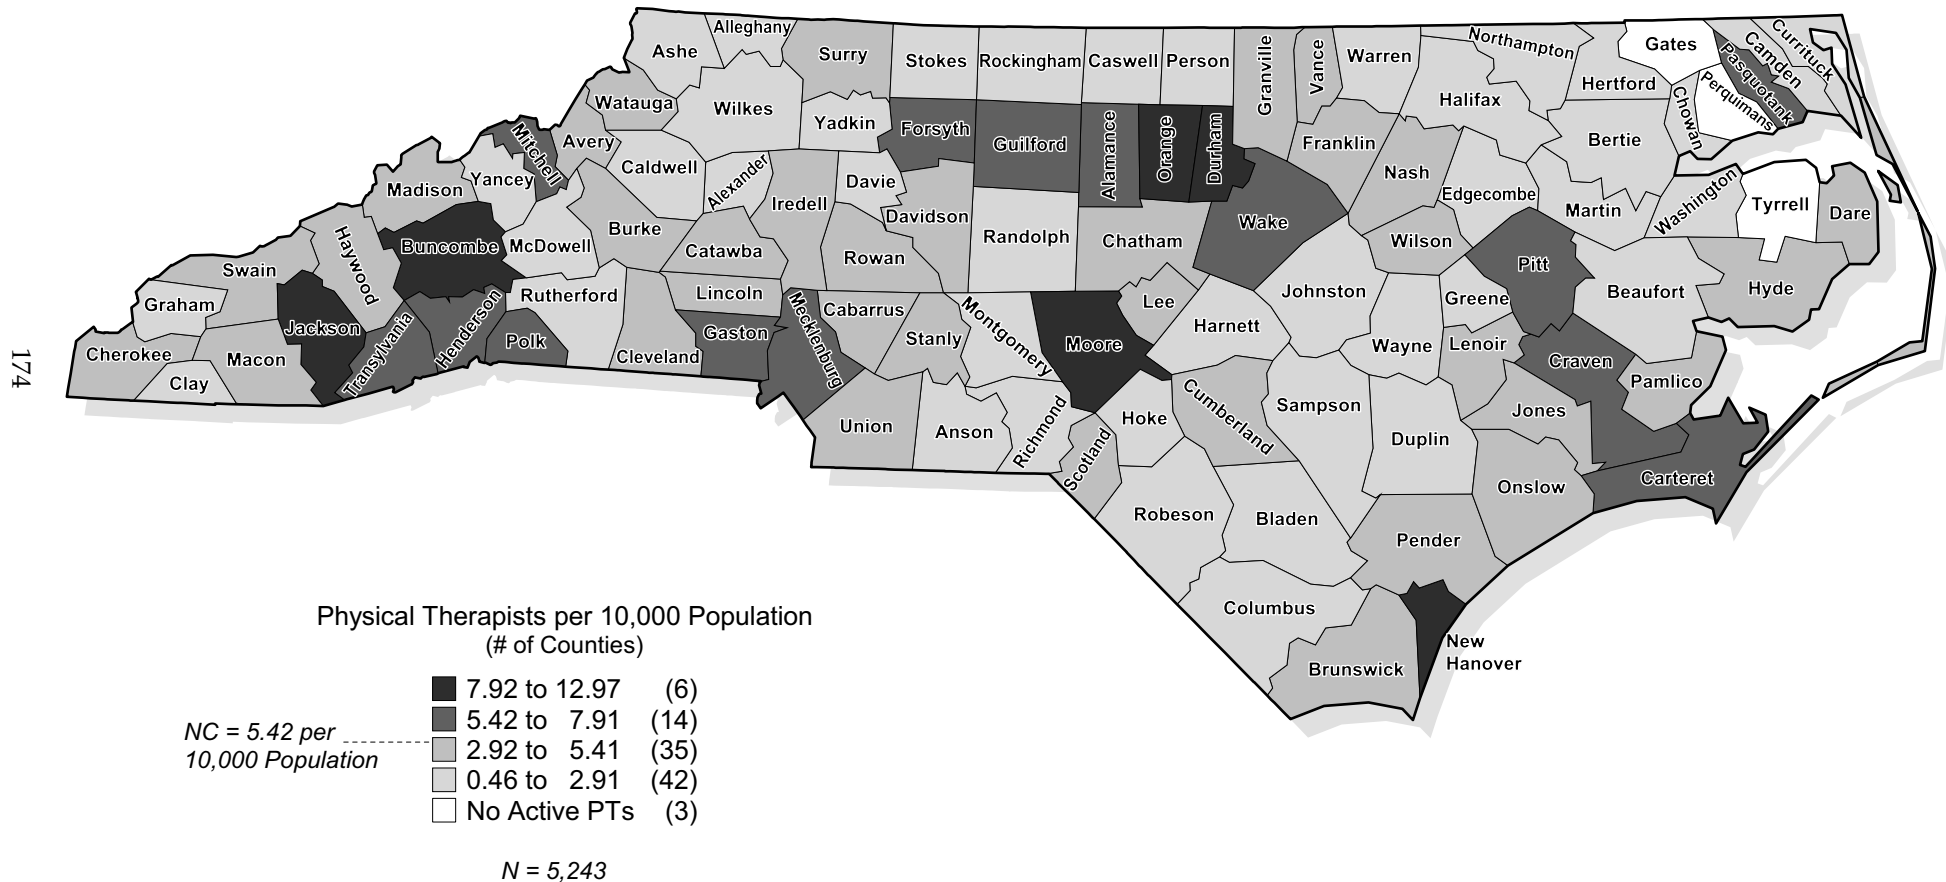 Alleghany
Ashe
Surry
Stokes
Rockingham
Caswell
Person
Granville
Vance
Warren
Northampton
Gates
Currituck
Camden
Pasquotank
Perquimans
Hertford
Halifax
Chowan
Bertie
Watauga
Wilkes
Yadkin
Forsyth
Guilford
Alamance
Orange
Durham
Franklin
Nash
Edgecombe
Martin
Washington
Tyrrell
Dare
Mitchell
Avery
Caldwell
Alexander
Davie
Iredell
Davidson
Madison
Yancey
Burke
Catawba
Rowan
Randolph
Chatham
Wake
Wilson
Pitt
Beaufort
Hyde
Haywood
Buncombe
McDowell
Swain
Graham
Rutherford
Lincoln
Cabarrus
Mecklenburg
Gaston
Stanly
Montgomery
Moore
Lee
Harnett
Johnston
Greene
Wayne
Lenoir
Craven
Pamlico
Jackson
Transylvania
Henderson
Polk
Cleveland
Cherokee
Macon
Clay
174
Union
Anson
Richmond
Scotland
Hoke
Cumberland
Sampson
Duplin
Jones
Onslow
Carteret
Robeson
Bladen
Pender
Columbus
Brunswick
New
Hanover
Physical Therapists per 10,000 Population
(# of Counties)
7.92 to 12.97 (6)
5.42 to 7.91 (14)
2.92 to 5.41 (35)
0.46 to 2.91 (42)
No Active PTs (3)
NC = 5.42 per
10,000 Population
N = 5,243